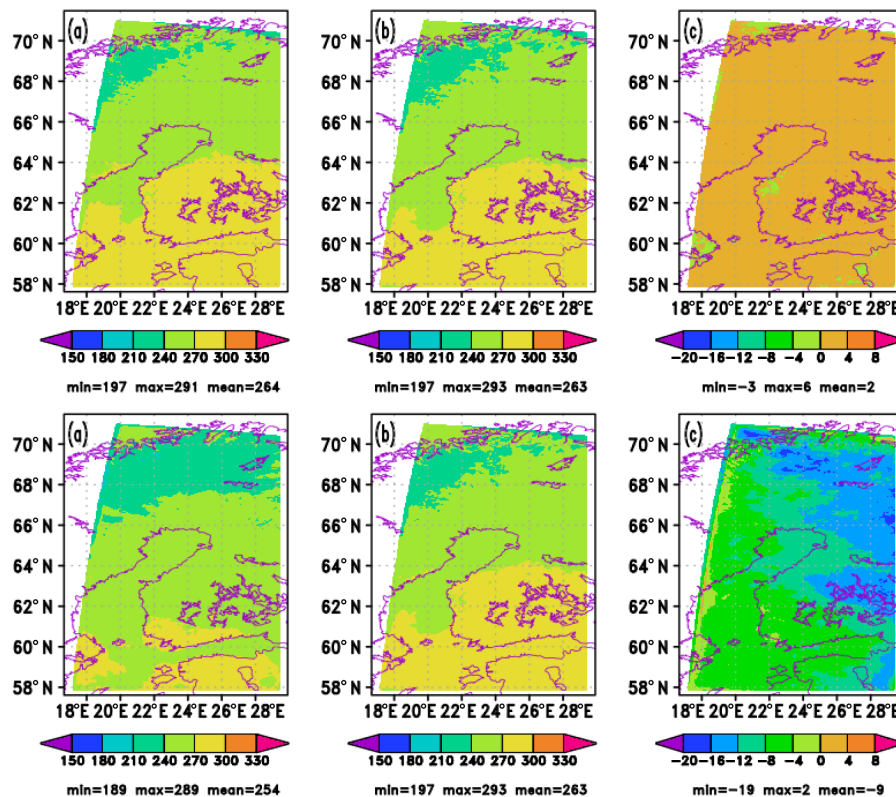 (a) (b) (c)
70°N 70°N 70°N
68°N 68°N 68°N
66°N 66°N 66°N
64°N 64°N 64°N
62°N 62°N 62°N
60°N 60°N 60°N
58°N 58°N 58°N
18°E 20°E 22°E 24°E 26°E 28°E 18°E 20°E 22°E 24°E 26°E 28°E 18°E 20°E 22°E 24°E 26°E 28°E
150 180 210 240 270 300 330 150 180 210 240 270 300 330 -20 -16 -12 -8 -4 0 4 8
min=197 max=291 mean=264 min=197 max=293 mean=263 min=-3 max=6 mean=2
(a) (b) (c)
70°N 70°N 70°N
68°N 68°N 68°N
66°N 66°N 66°N
64°N 64°N 64°N
62°N 62°N 62°N
60°N 60°N 60°N
58°N 58°N 58°N
18°E 20°E 22°E 24°E 26°E 28°E 18°E 20°E 22°E 24°E 26°E 28°E 18°E 20°E 22°E 24°E 26°E 28°E
150 180 210 240 270 300 330 150 180 210 240 270 300 330 -20 -16 -12 -8 -4 0 4 8
min=189 max=289 mean=254 min=197 max=293 mean=263 min=-19 max=2 mean=-9